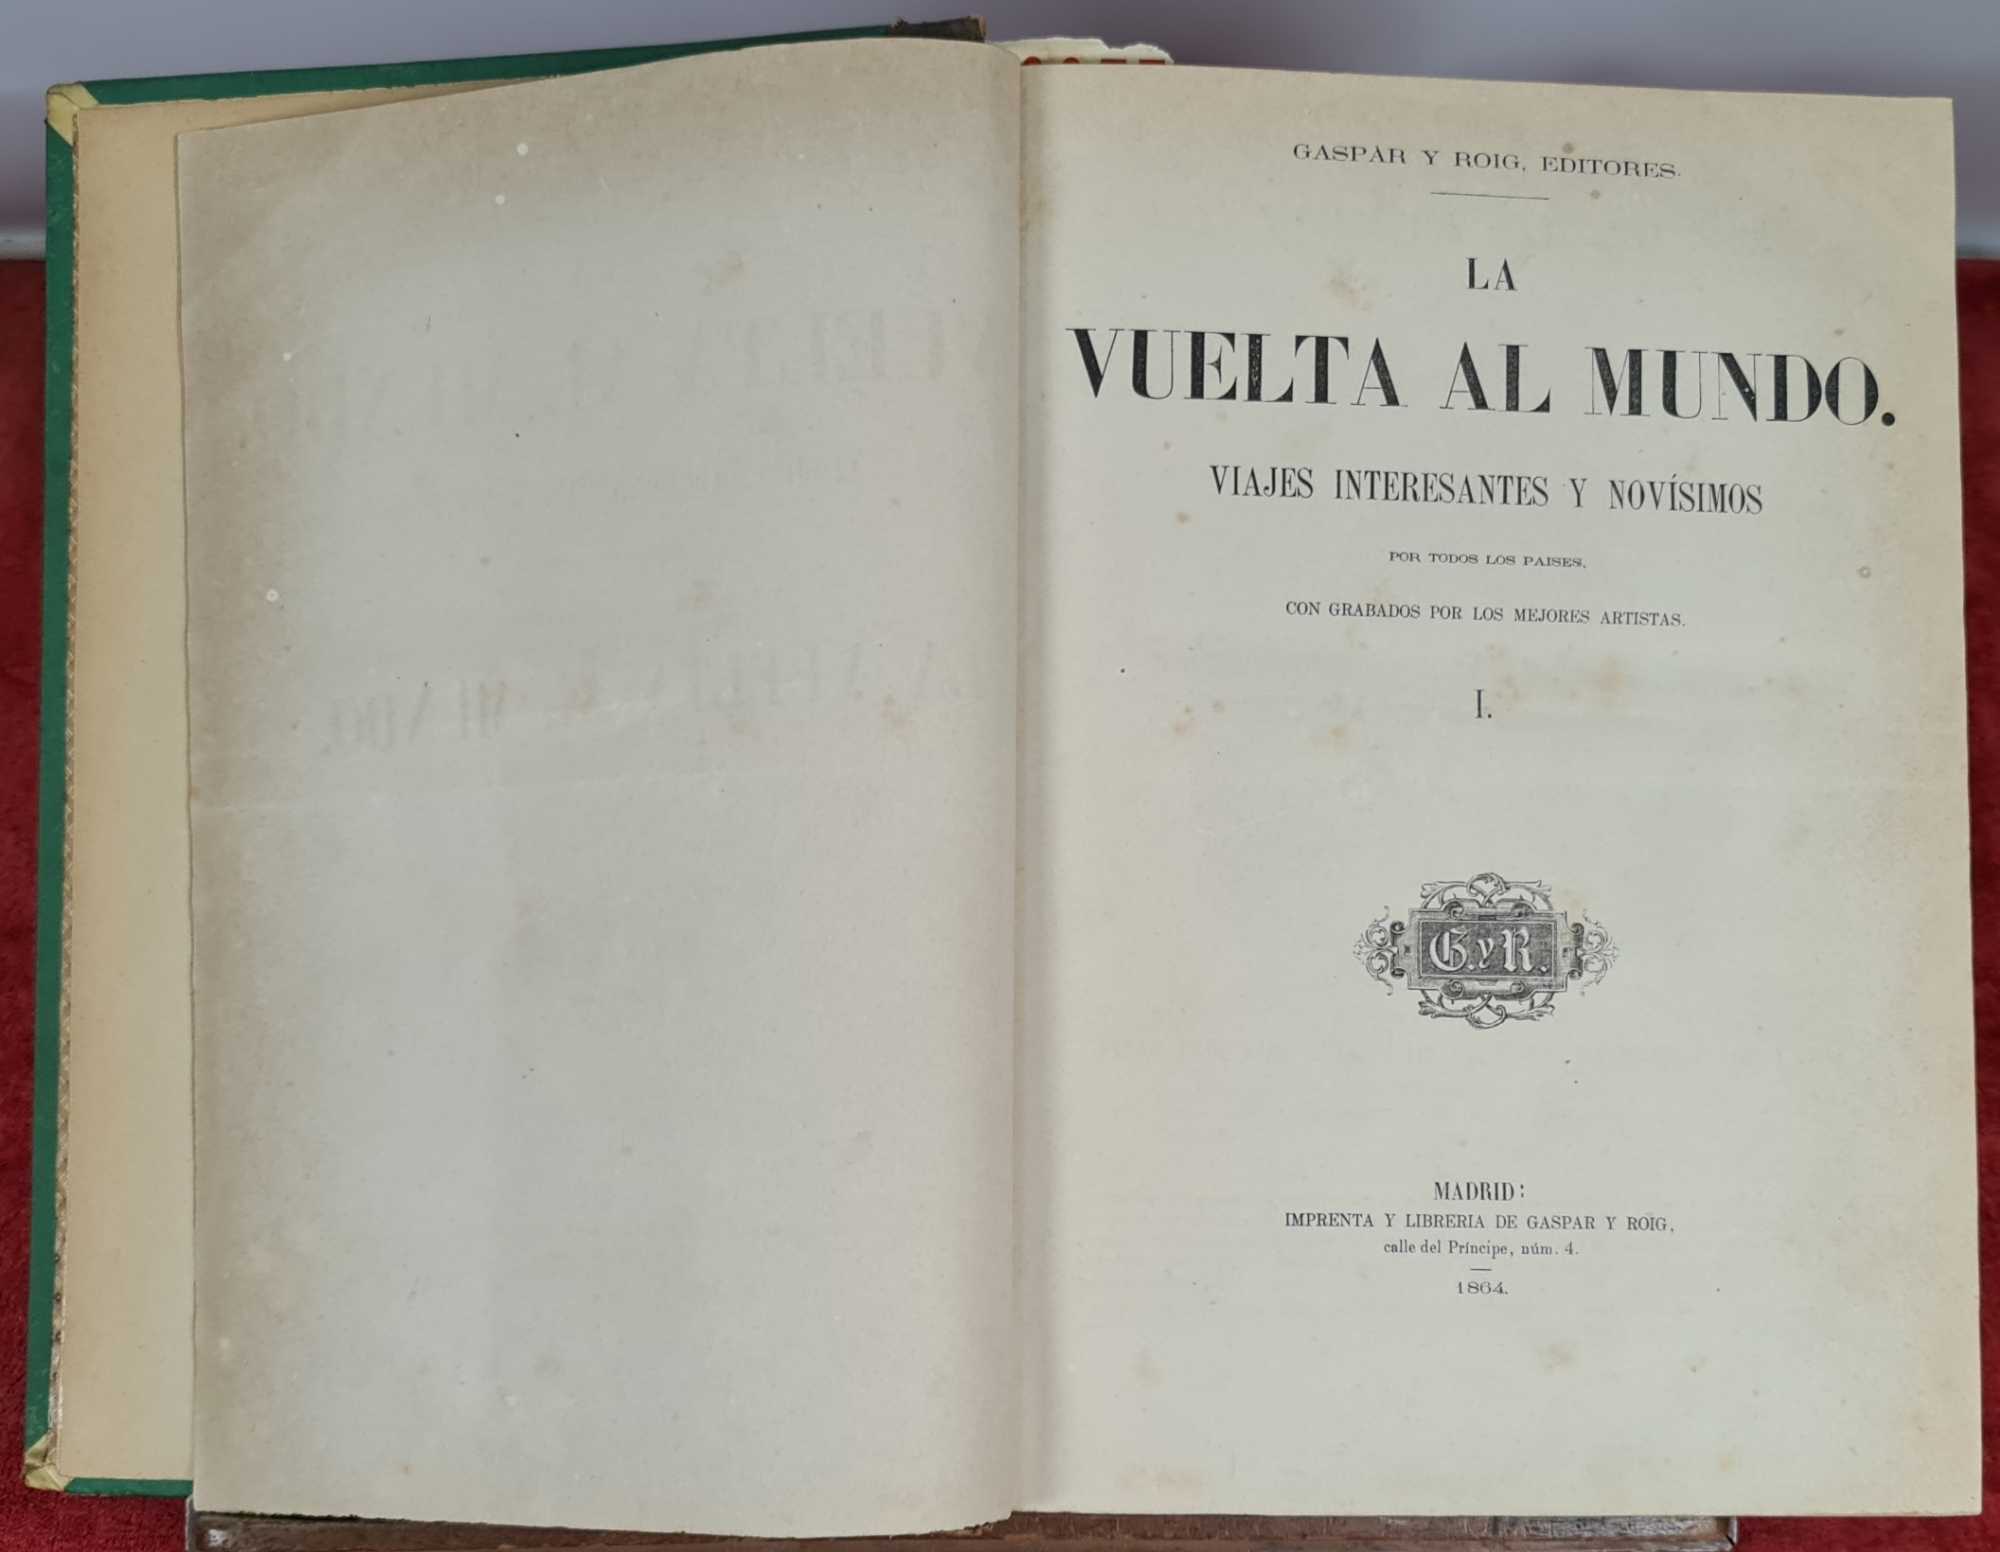 GASPAR Y ROIG, EDITORES.
LA
VUELTA AL MUNDO.
VIAJES INTERESANTES Y NOVÍSIMOS
POR TODOS LOS PAISES,
CON GRABADOS POR LOS MEJORES ARTISTAS.
I.
G. Y R.
MADRID:
IMPRENTA Y LIBRERIA DE GASPAR Y ROIG,
calle del Príncipe, núm. 4.
1864.